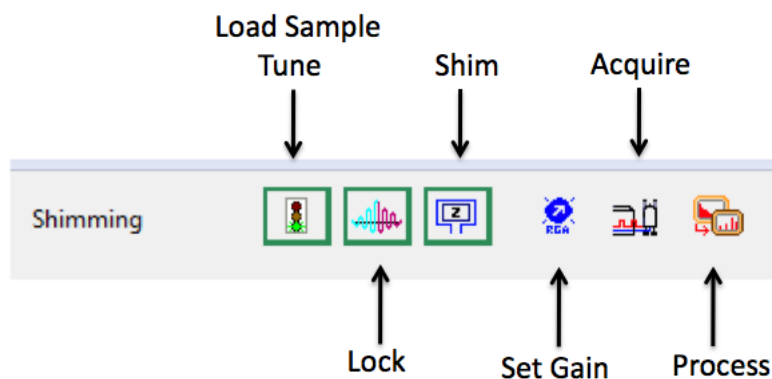 Load Sample
Tune
Shim
Acquire
Shimming
Z
RGA
Lock
Set Gain
Process